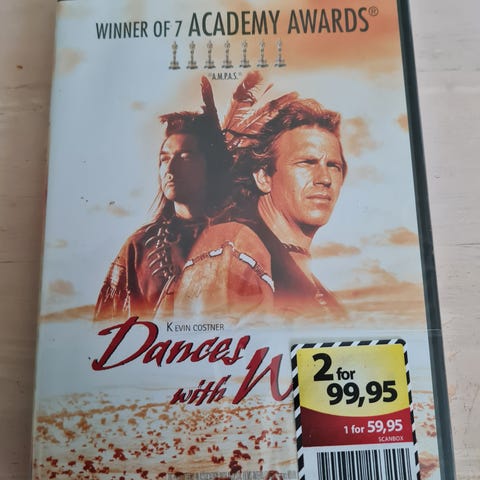 WINNER OF 7 ACADEMY AWARDS®
"A.M.P.A.S."®
KEVIN COSTNER
Dances
with W
2 for
99,95
1 for 59,95
SCANBOX